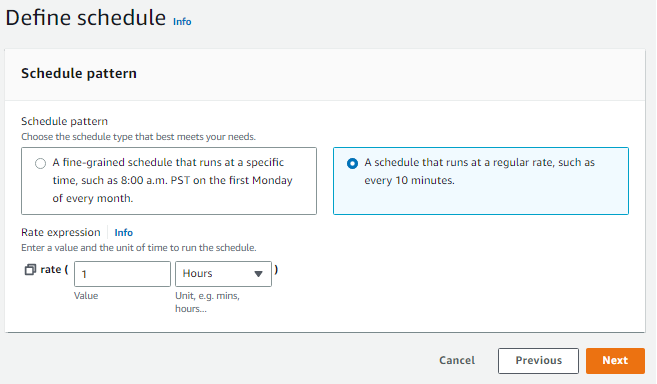 Define schedule Info
Schedule pattern
Schedule pattern
Choose the schedule type that best meets your needs.
A fine-grained schedule that runs at a specific
time, such as 8:00 a.m. PST on the first Monday
of every month.
A schedule that runs at a regular rate, such as
every 10 minutes.
Rate expression Info
Enter a value and the unit of time to run the schedule.
rate ( 1 Hours )
Value
Unit, e.g. mins,
hours...
Cancel Previous Next